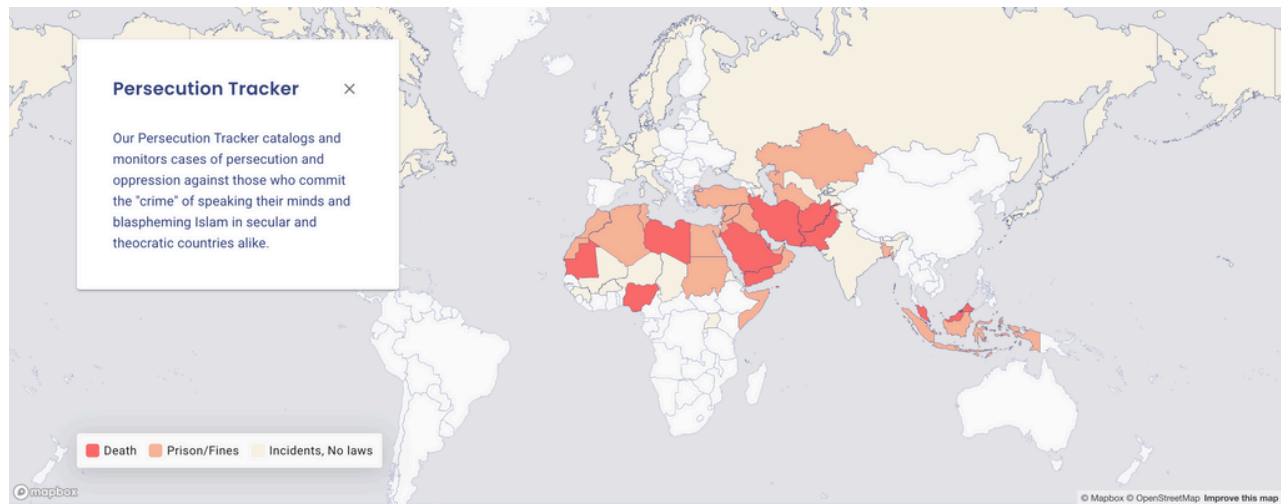 Persecution Tracker ×
Our Persecution Tracker catalogs and
monitors cases of persecution and
oppression against those who commit
the "crime" of speaking their minds and
blaspheming Islam in secular and
theocratic countries alike.
Death Prison/Fines Incidents, No laws
mapbox
© Mapbox © OpenStreetMap Improve this map